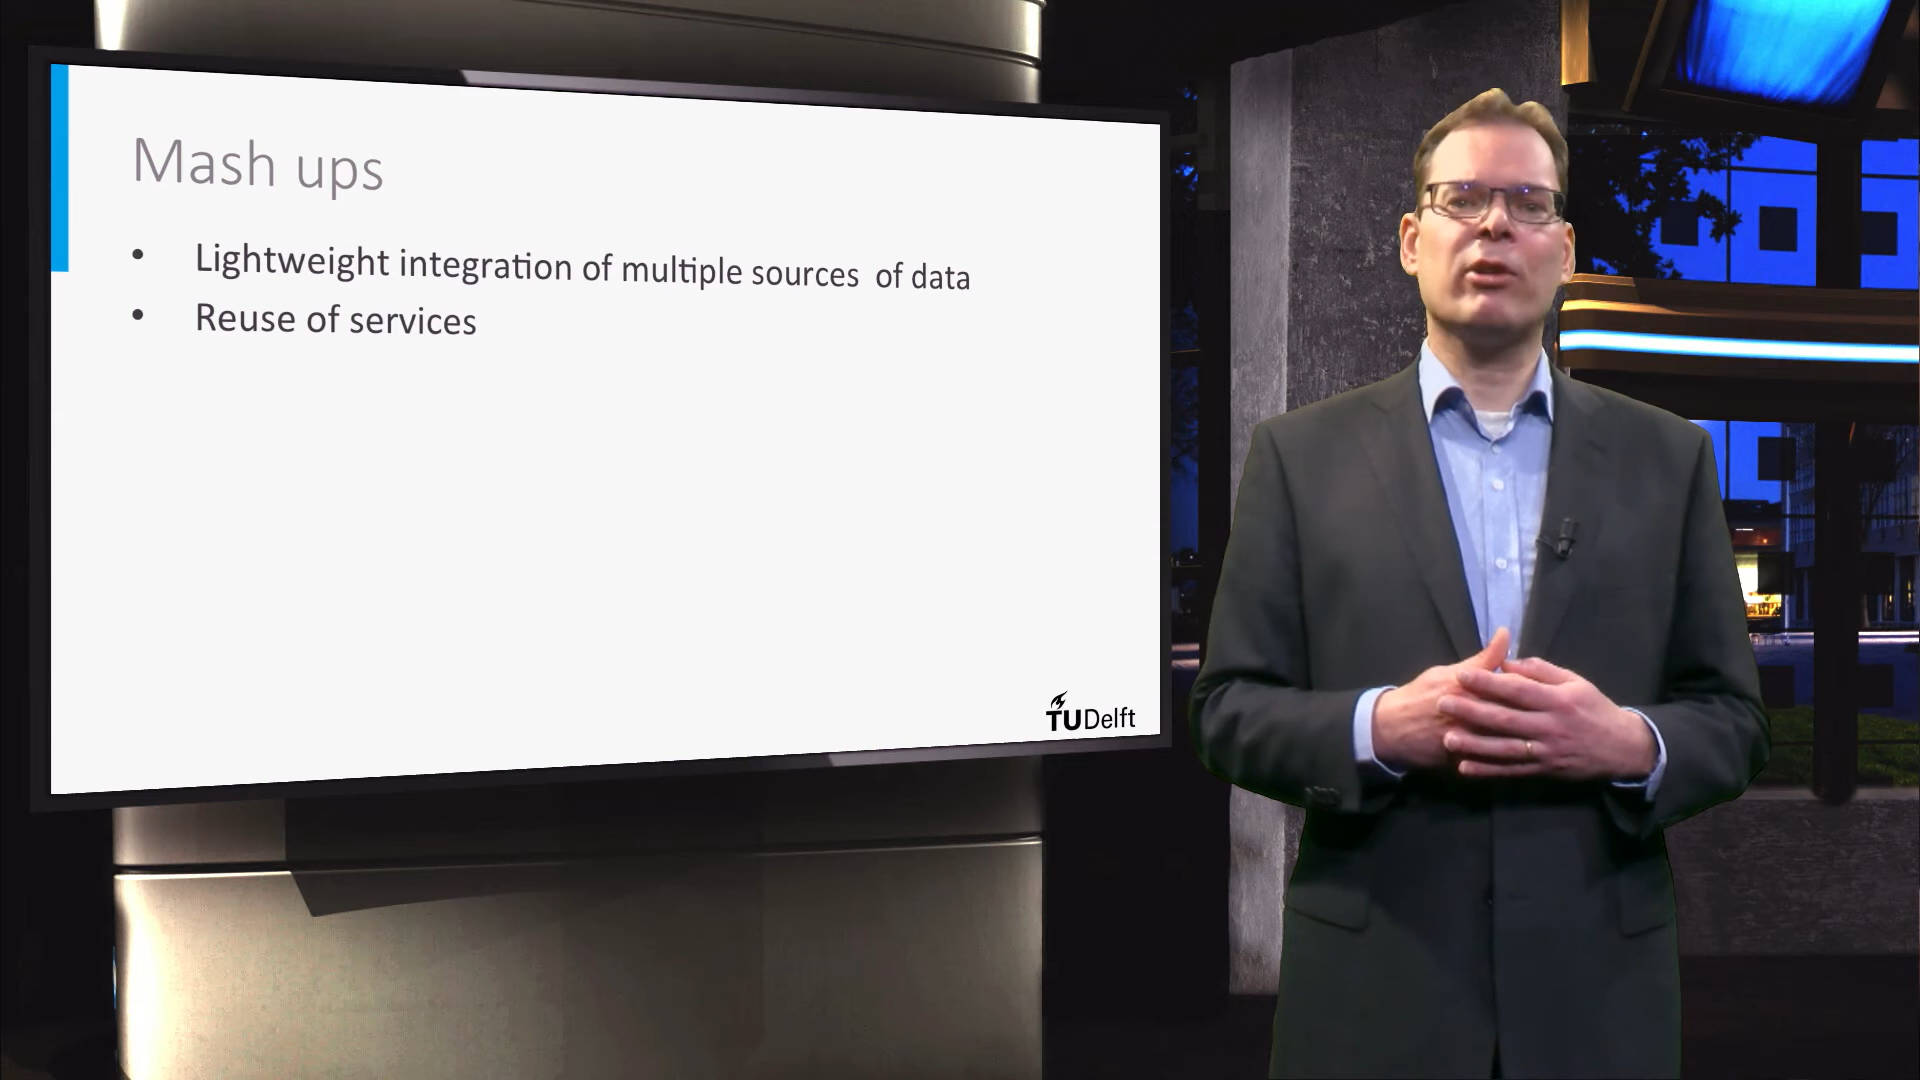 Mash ups
• Lightweight integration of multiple sources of data
• Reuse of services
TUDelft